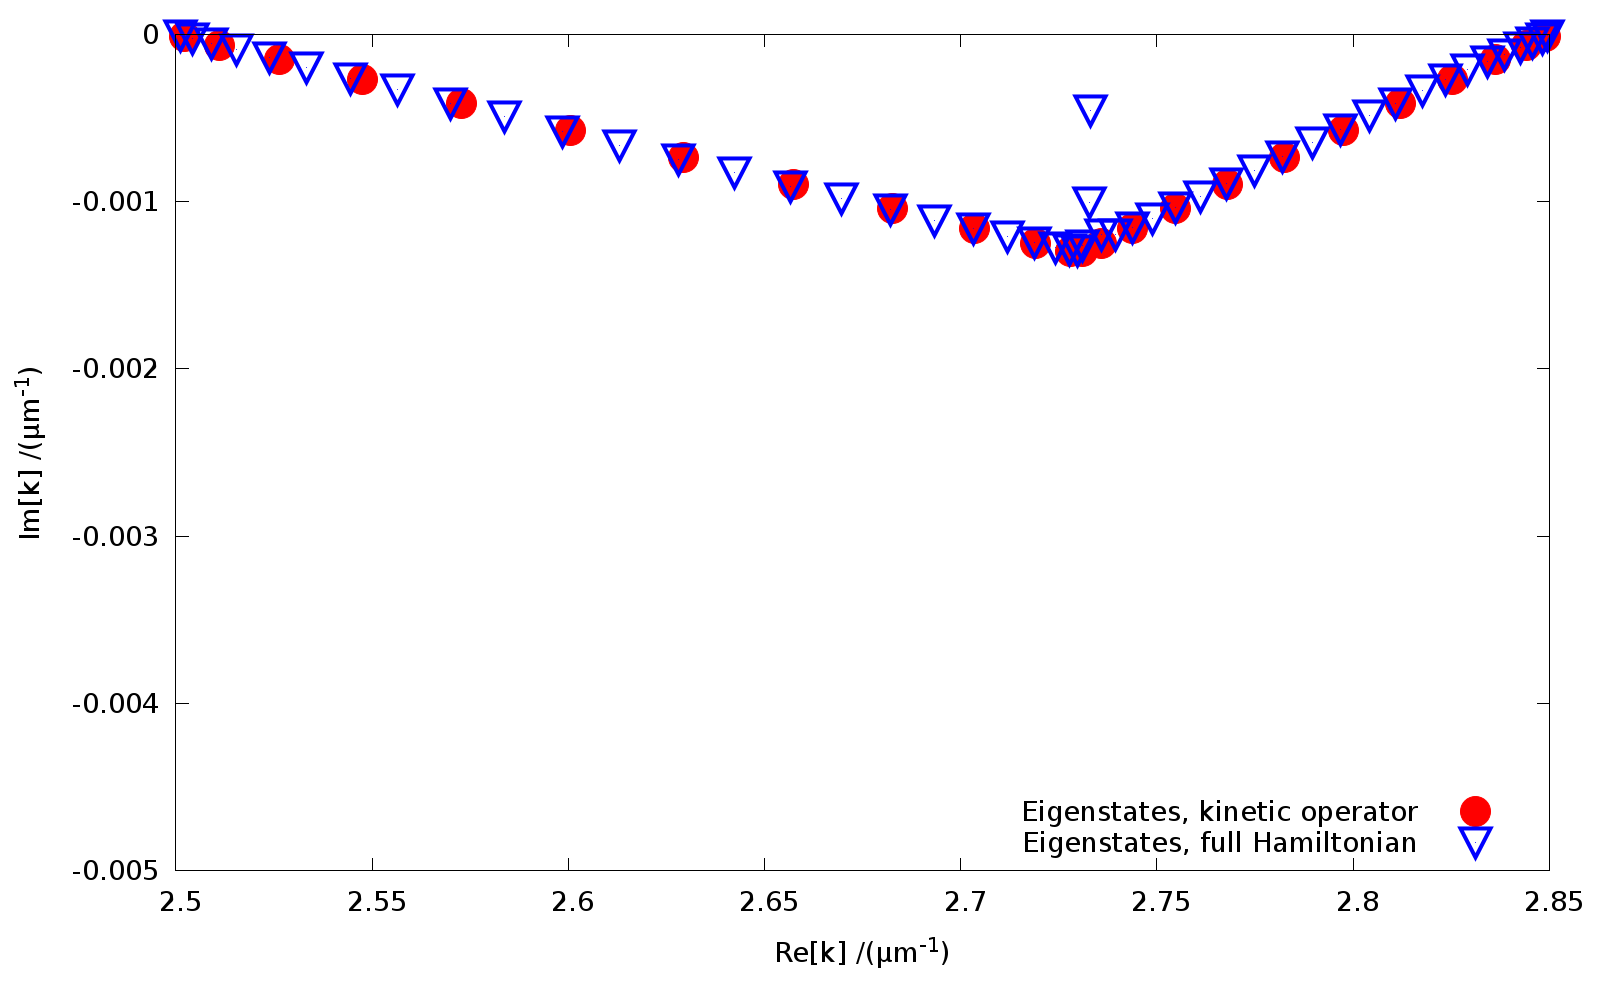 0
-0.001
-0.002
-0.003
-0.004
-0.005
2.5 2.55 2.6 2.65 2.7 2.75 2.8 2.85
Im[k] /(µm-1)
Re[k] /(µm-1)
Eigenstates, kinetic operator
Eigenstates, full Hamiltonian